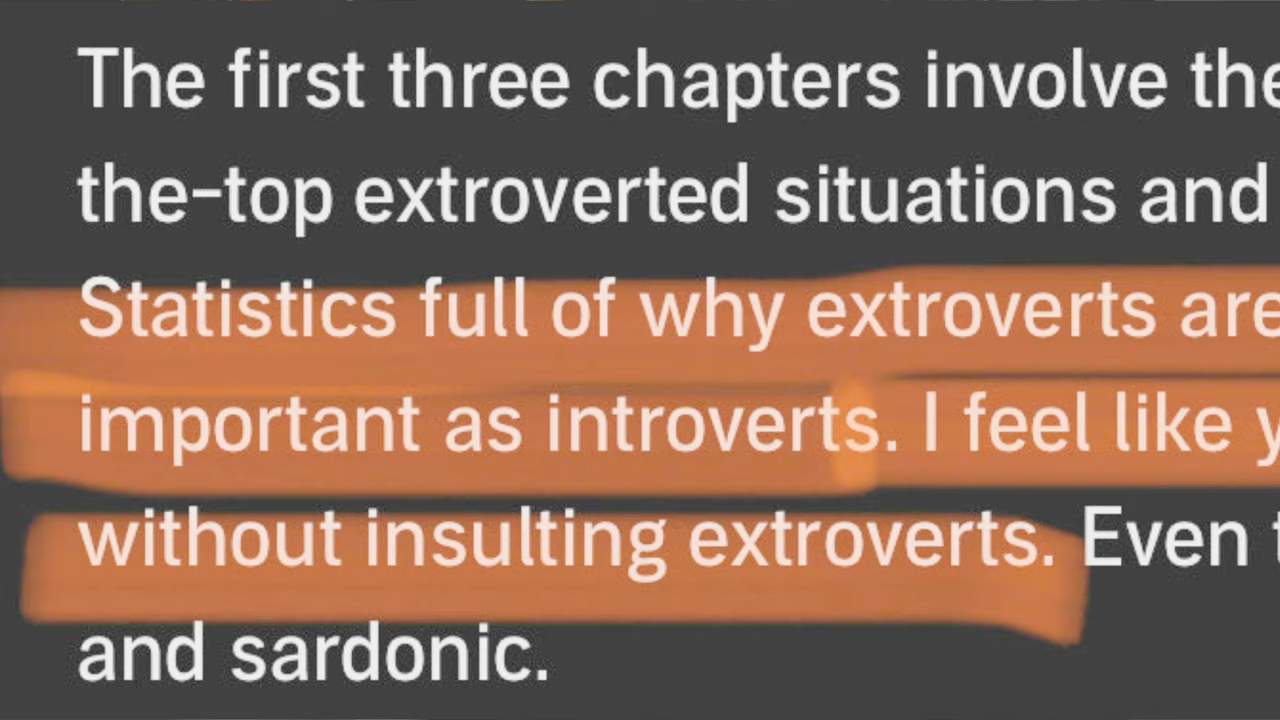 The first three chapters involve the
the-top extroverted situations and
Statistics full of why extroverts are
important as introverts. I feel like
without insulting extroverts. Even
and sardonic.